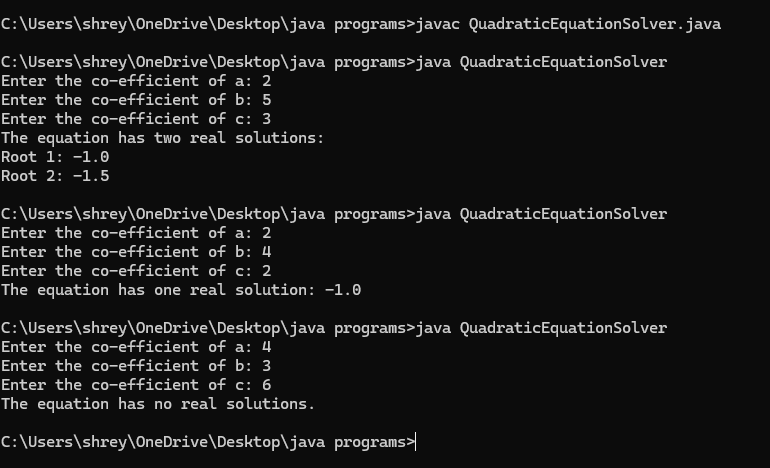 C:\Users\shrey\OneDrive\Desktop\java programs>javac QuadraticEquationSolver.java
C:\Users\shrey\OneDrive\Desktop\java programs>java QuadraticEquationSolver
Enter the co-efficient of a: 2
Enter the co-efficient of b: 5
Enter the co-efficient of c: 3
The equation has two real solutions:
Root 1: -1.0
Root 2: -1.5
C:\Users\shrey\OneDrive\Desktop\java programs>java QuadraticEquationSolver
Enter the co-efficient of a: 2
Enter the co-efficient of b: 4
Enter the co-efficient of c: 2
The equation has one real solution: -1.0
C:\Users\shrey\OneDrive\Desktop\java programs>java QuadraticEquationSolver
Enter the co-efficient of a: 4
Enter the co-efficient of b: 3
Enter the co-efficient of c: 6
The equation has no real solutions.
C:\Users\shrey\OneDrive\Desktop\java programs>